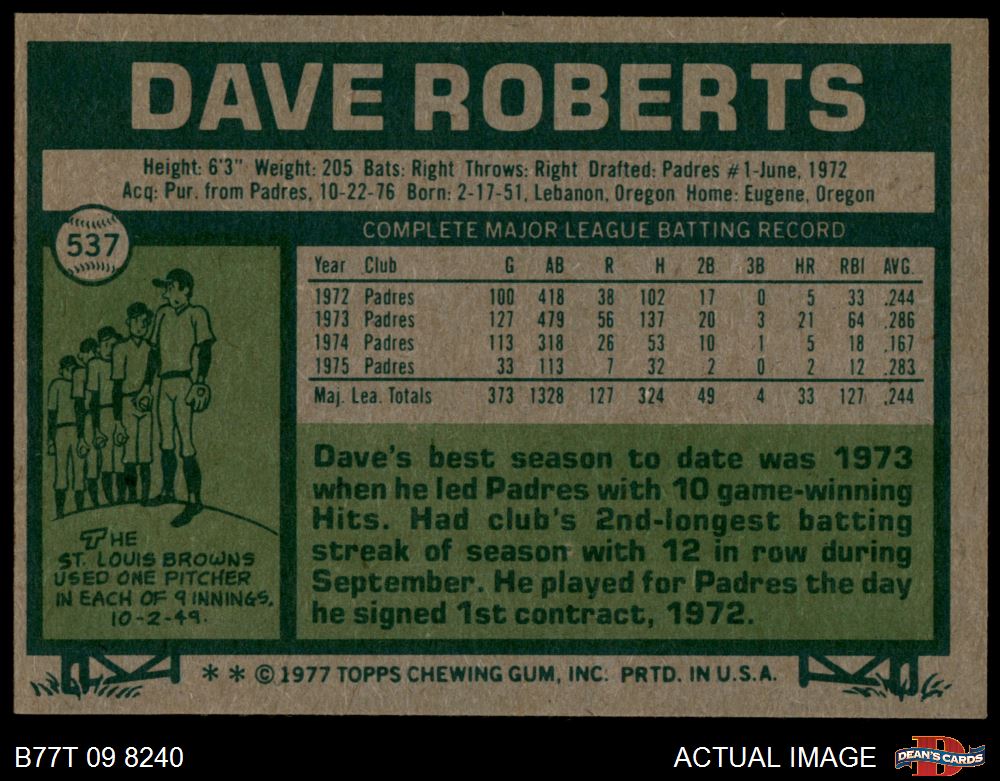 DAVE ROBERTS
Height: 6'3" Weight: 205 Bats: Right Throws: Right Drafted: Padres #1-June, 1972
Acq: Pur. from Padres, 10-22-76 Born: 2-17-51, Lebanon, Oregon Home: Eugene, Oregon
537
COMPLETE MAJOR LEAGUE BATTING RECORD
Year Club G AB R H 2B 3B HR RBI AVG.
1972 Padres 100 418 38 102 17 0 5 33 .244
1973 Padres 127 479 56 137 20 3 21 64 .286
1974 Padres 113 318 26 53 10 1 5 18 .167
1975 Padres 33 113 7 32 2 0 2 12 .283
Maj. Lea. Totals 373 1328 127 324 49 4 33 127 .244
THE
ST. LOUIS BROWNS
USED ONE PITCHER
IN EACH OF 9 INNINGS,
10-2-49.
Dave's best season to date was 1973
when he led Padres with 10 game-winning
Hits. Had club's 2nd-longest batting
streak of season with 12 in row during
September. He played for Padres the day
he signed 1st contract, 1972.
* * © 1977 TOPPS CHEWING GUM, INC. PRTD. IN U.S.A.
B77T 09 8240
ACTUAL IMAGE
D
DEAN'S CARDS